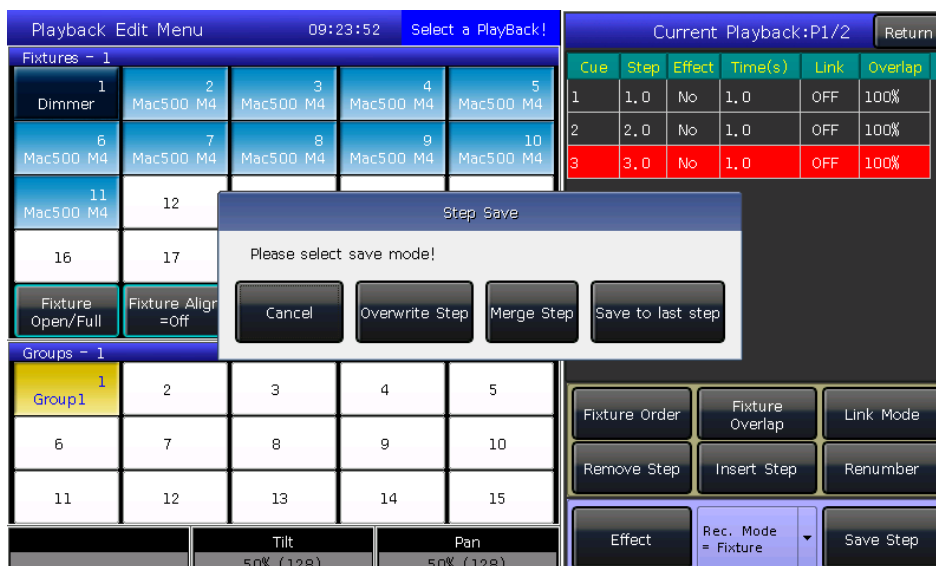 Playback Edit Menu 09:23:52 Select a PlayBack!
Fixtures - 1
1 Dimmer
2 Mac500 M4
3 Mac500 M4
4 Mac500 M4
5 Mac500 M4
6 Mac500 M4
7 Mac500 M4
8 Mac500 M4
9 Mac500 M4
10 Mac500 M4
11 Mac500 M4
12
16
17
Fixture
Open/Full
Fixture Align
=Off
Step Save
Please select save mode!
Cancel
Overwrite Step
Merge Step
Save to last step
Groups - 1
1
Group1
2 3 4 5
6 7 8 9 10
11 12 13 14 15
Tilt Pan
50% (128) 50% (128)
Current Playback:P1/2 Return
Cue Step Effect Time(s) Link Overlap
1 1.0 No 1.0 OFF 100%
2 2.0 No 1.0 OFF 100%
3 3.0 No 1.0 OFF 100%
Fixture Order
Fixture
Overlap
Link Mode
Remove Step
Insert Step
Renumber
Effect
Rec. Mode
= Fixture
Save Step